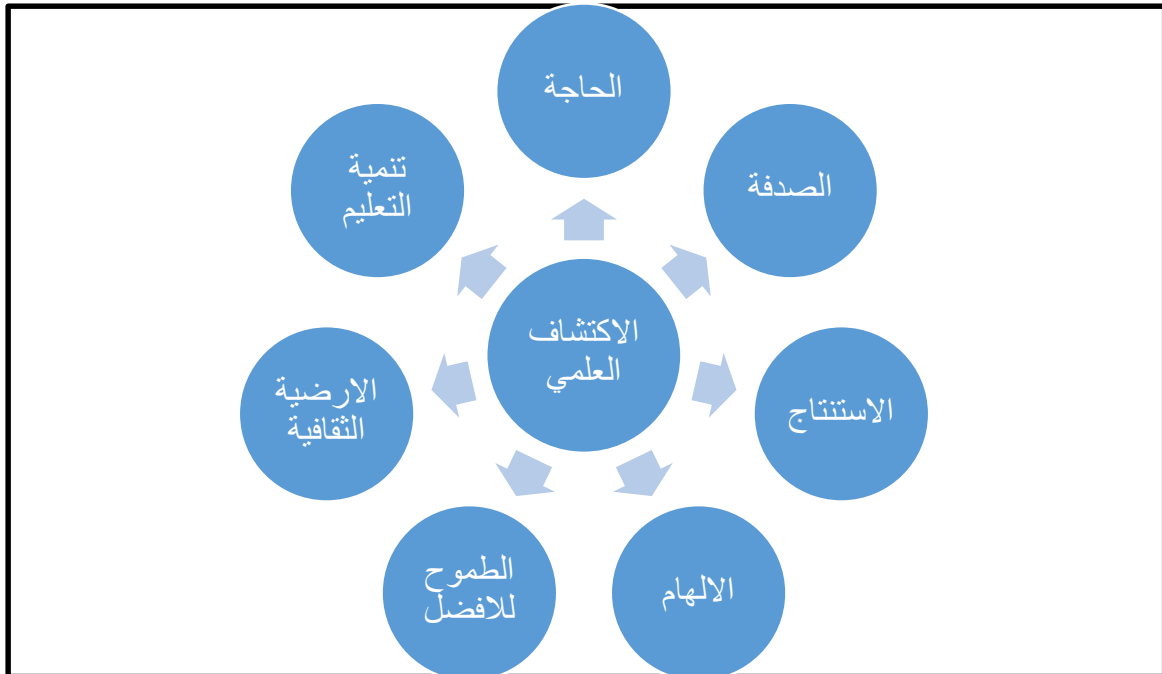 الحاجة
الصدفة
تنمية
التعليم
الاكتشاف
العلمي
الارضية
الثقافية
الاستنتاج
الطموح
للافضل
الالهام